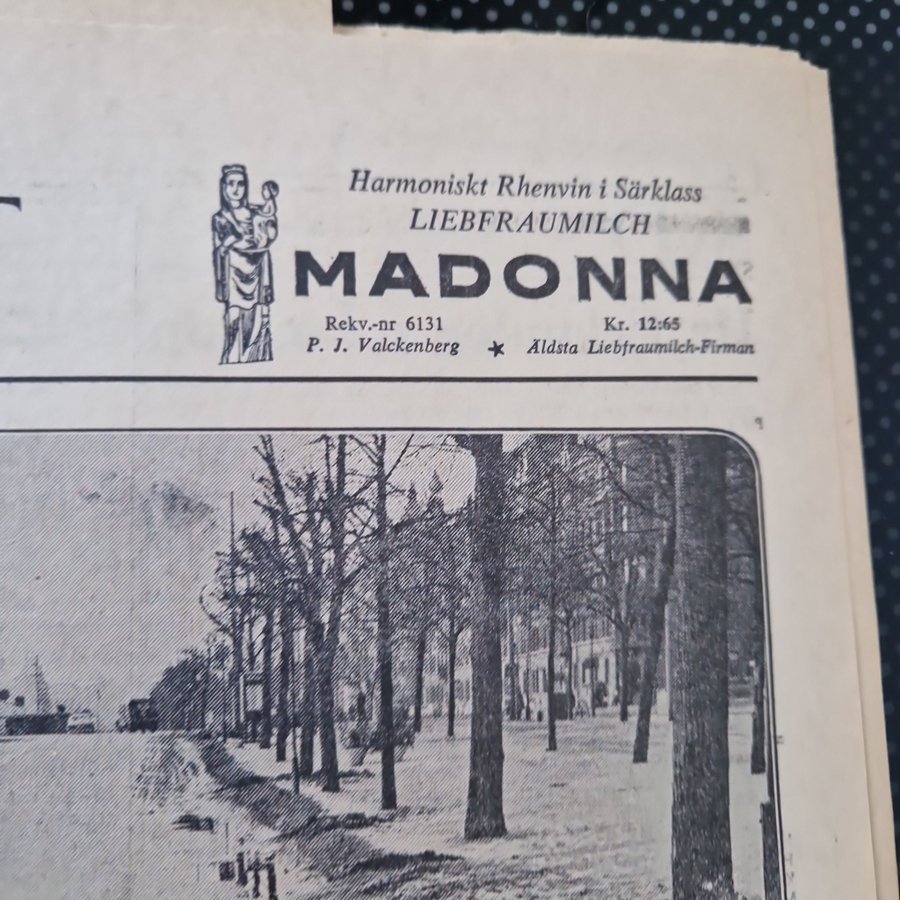 Harmoniskt Rhenvin i Särklass
LIEBFRAUMILCH
MADONNA
Rekv.-nr 6131 Kr. 12:65
P. J. Valckenberg ★ Äldsta Liebfraumilch-Firman